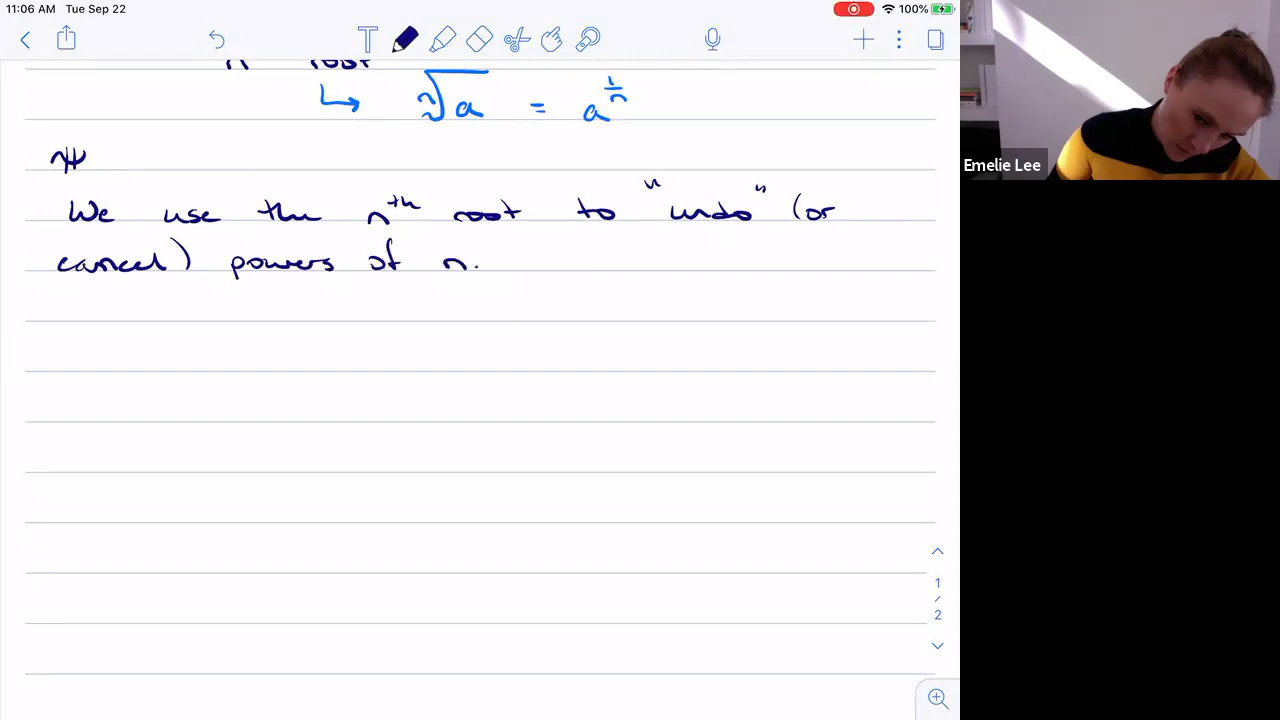 11:06 AM Tue Sep 22
100%
n root
ⁿ√a = a^(1/n)
We use the nᵗʰ root to "undo" (or
cancel) powers of n.
Emelie Lee
1
/
2